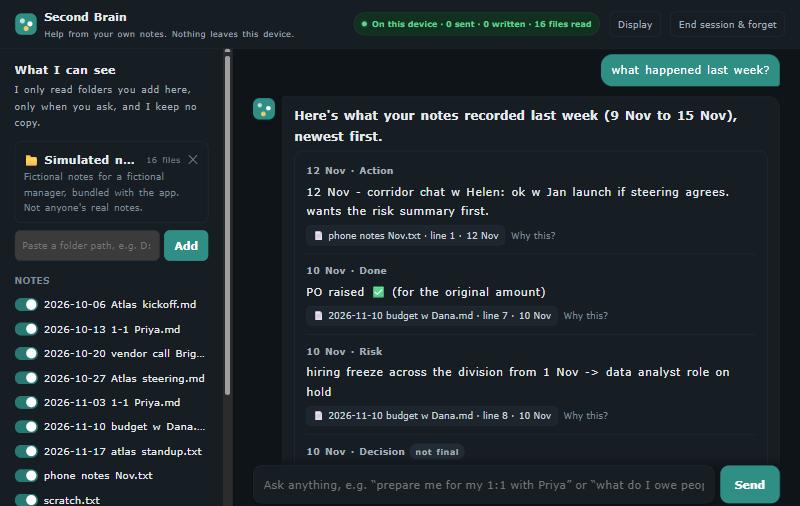 Second Brain
Help from your own notes. Nothing leaves this device.
On this device · 0 sent · 0 written · 16 files read
Display
End session & forget
What I can see
I only read folders you add here,
only when you ask, and I keep no
copy.
Simulated n...
16 files
Fictional notes for a fictional
manager, bundled with the app.
Not anyone's real notes.
Paste a folder path, e.g. D:
Add
NOTES
2026-10-06 Atlas kickoff.md
2026-10-13 1-1 Priya.md
2026-10-20 vendor call Brig...
2026-10-27 Atlas steering.md
2026-11-03 1-1 Priya.md
2026-11-10 budget w Dana....
2026-11-17 atlas standup.txt
phone notes Nov.txt
scratch.txt
what happened last week?
Here's what your notes recorded last week (9 Nov to 15 Nov),
newest first.
12 Nov · Action
12 Nov - corridor chat w Helen: ok w Jan launch if steering agrees.
wants the risk summary first.
phone notes Nov.txt · line 1 · 12 Nov
Why this?
10 Nov · Done
PO raised ✅ (for the original amount)
2026-11-10 budget w Dana.md · line 7 · 10 Nov
Why this?
10 Nov · Risk
hiring freeze across the division from 1 Nov -> data analyst role on
hold
2026-11-10 budget w Dana.md · line 8 · 10 Nov
Why this?
10 Nov · Decision
not final
Ask anything, e.g. “prepare me for my 1:1 with Priya” or “what do I owe
Send